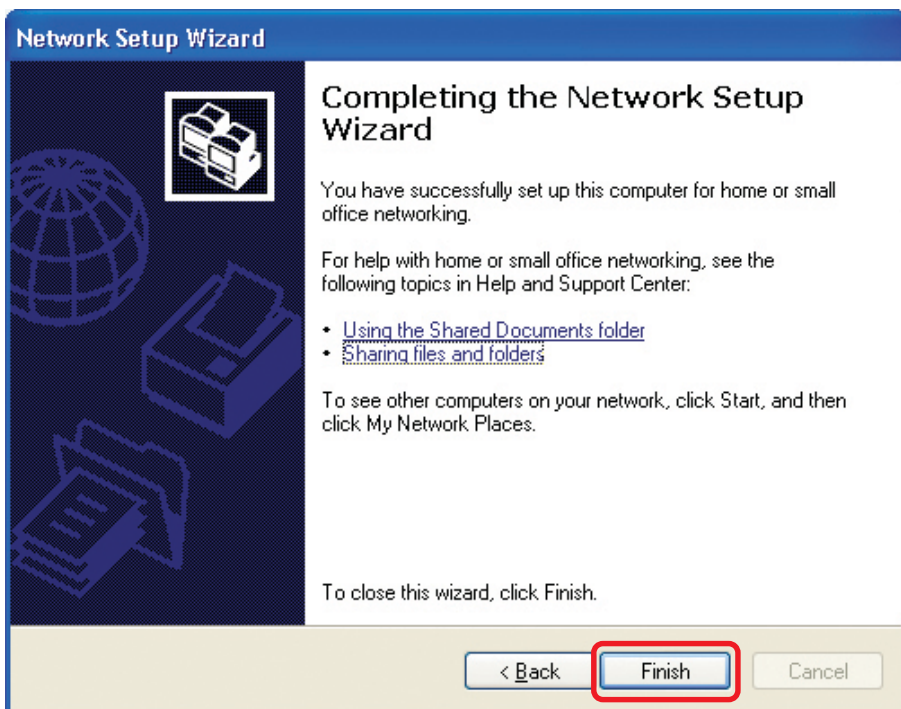 Network Setup Wizard
Completing the Network Setup
Wizard
You have successfully set up this computer for home or small
office networking.
For help with home or small office networking, see the
following topics in Help and Support Center:
• Using the Shared Documents folder
• Sharing files and folders
To see other computers on your network, click Start, and then
click My Network Places.
To close this wizard, click Finish.
< Back Finish Cancel